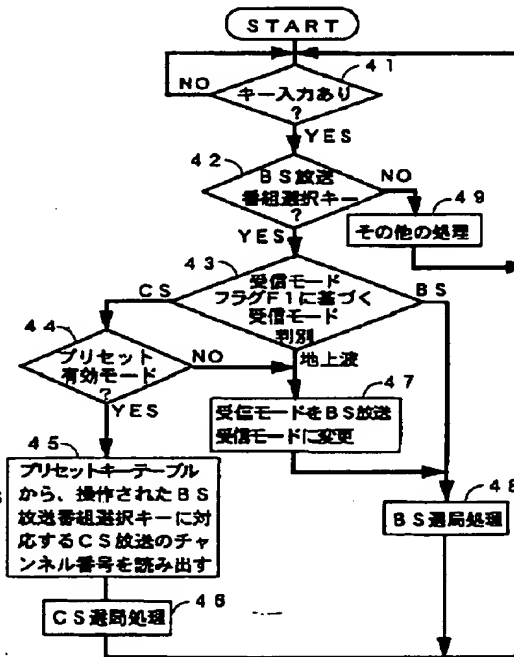 START
41
NO
キー入力あり
?
YES
42
BS放送
番組選択キー
?
NO
49
その他の処理
YES
43
CS
受信モード
フラグF1に基づく
受信モード
判別
BS
地上波
44
プリセット
有効モード
?
NO
YES
47
受信モードをBS放送
受信モードに変更
45
プリセットキーテーブル
から、操作されたBS
放送番組選択キーに対
応するCS放送のチャ
ンネル番号を読み出す
48
BS選局処理
46
CS選局処理